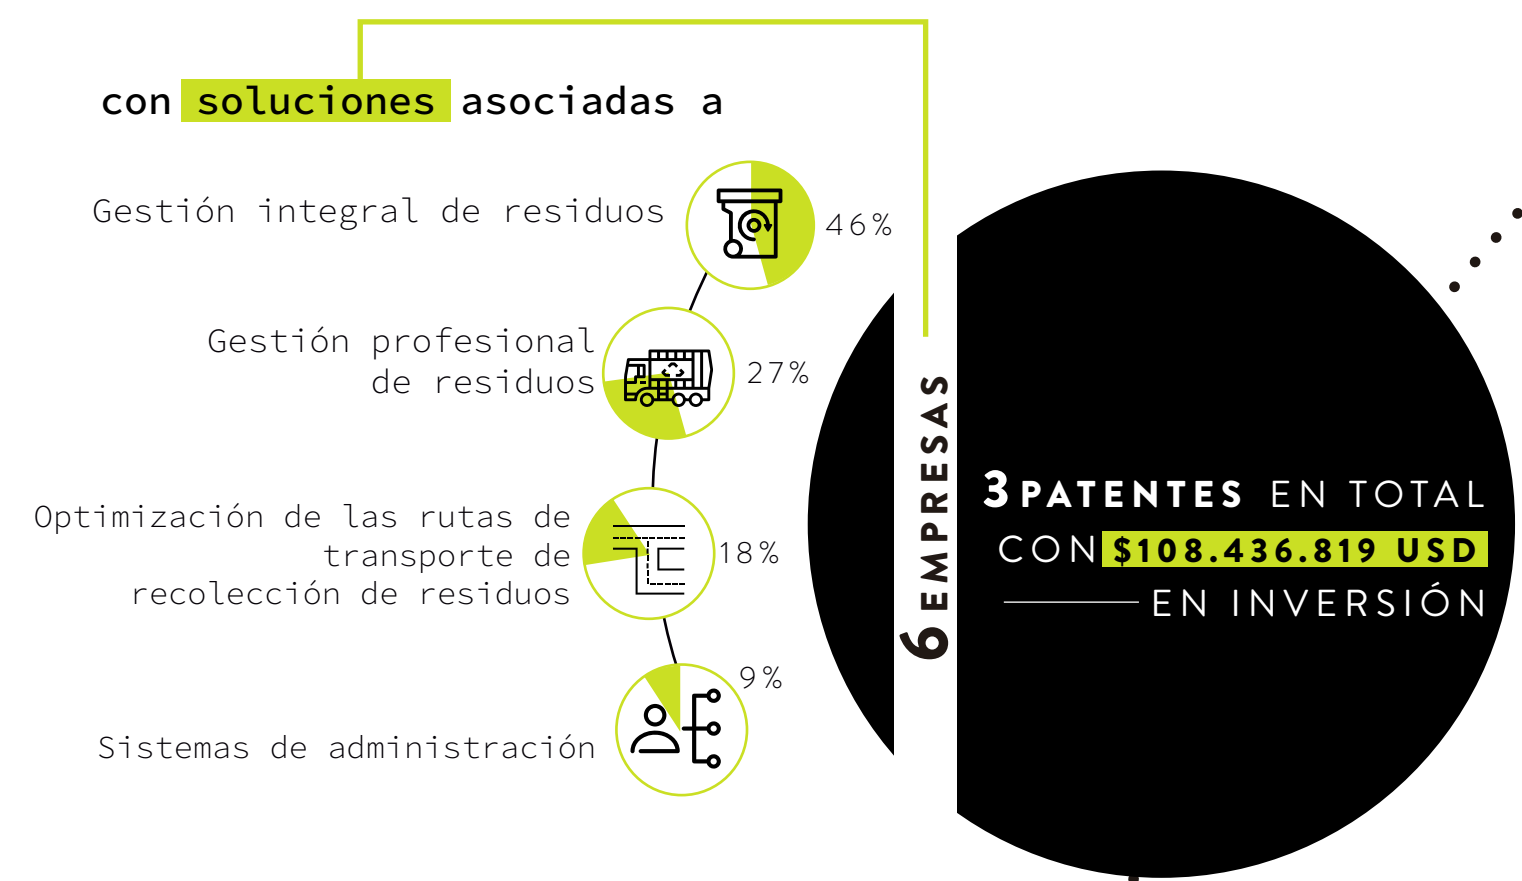 con soluciones asociadas a
Gestión integral de residuos
46%
Gestión profesional
de residuos
27%
Optimización de las rutas de
transporte de
recolección de residuos
18%
9%
Sistemas de administración
6 EMPRESAS
3 PATENTES EN TOTAL
CON $108.436.819 USD
EN INVERSIÓN